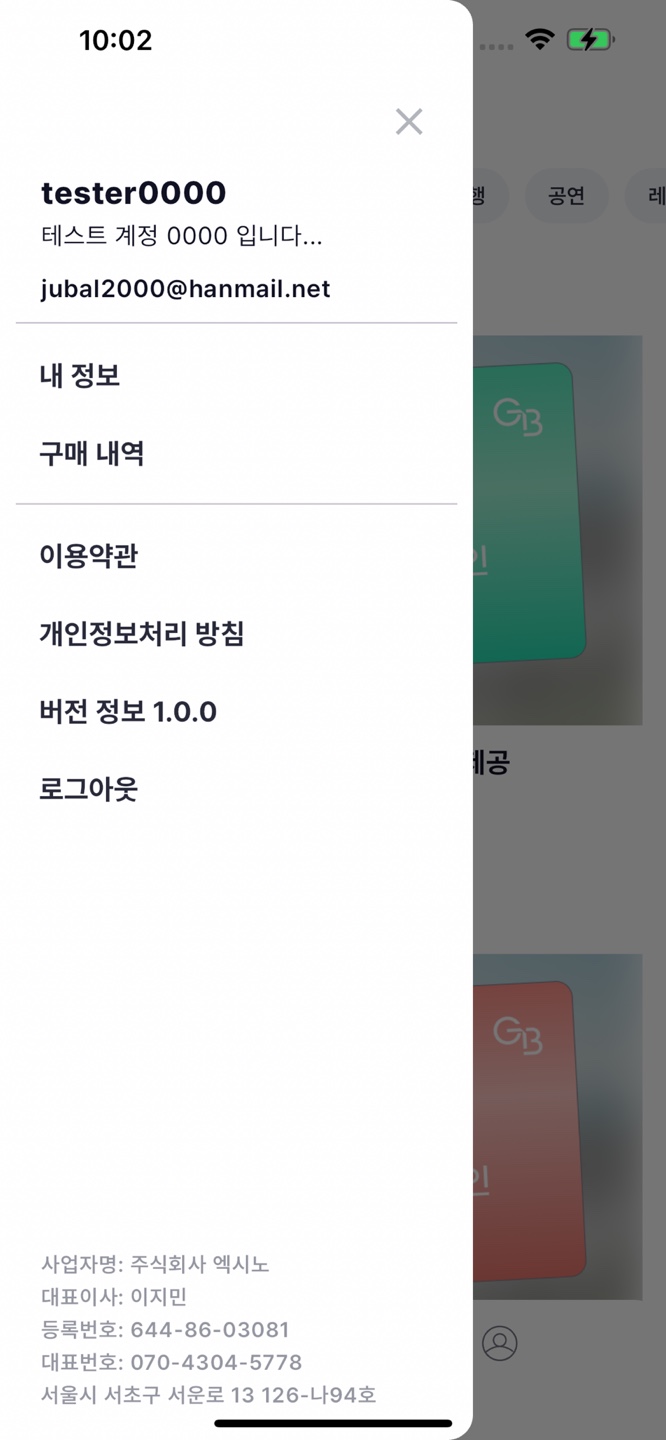 10:02
행
공연
레
tester0000
테스트 계정 0000 입니다...
jubal2000@hanmail.net
내 정보
GB
구매 내역
이용약관
인
개인정보처리 방침
버전 정보 1.0.0
제공
로그아웃
GB
인
사업자명: 주식회사 엑시노
대표이사: 이지민
등록번호: 644-86-03081
대표번호: 070-4304-5778
서울시 서초구 서운로 13 126-나94호